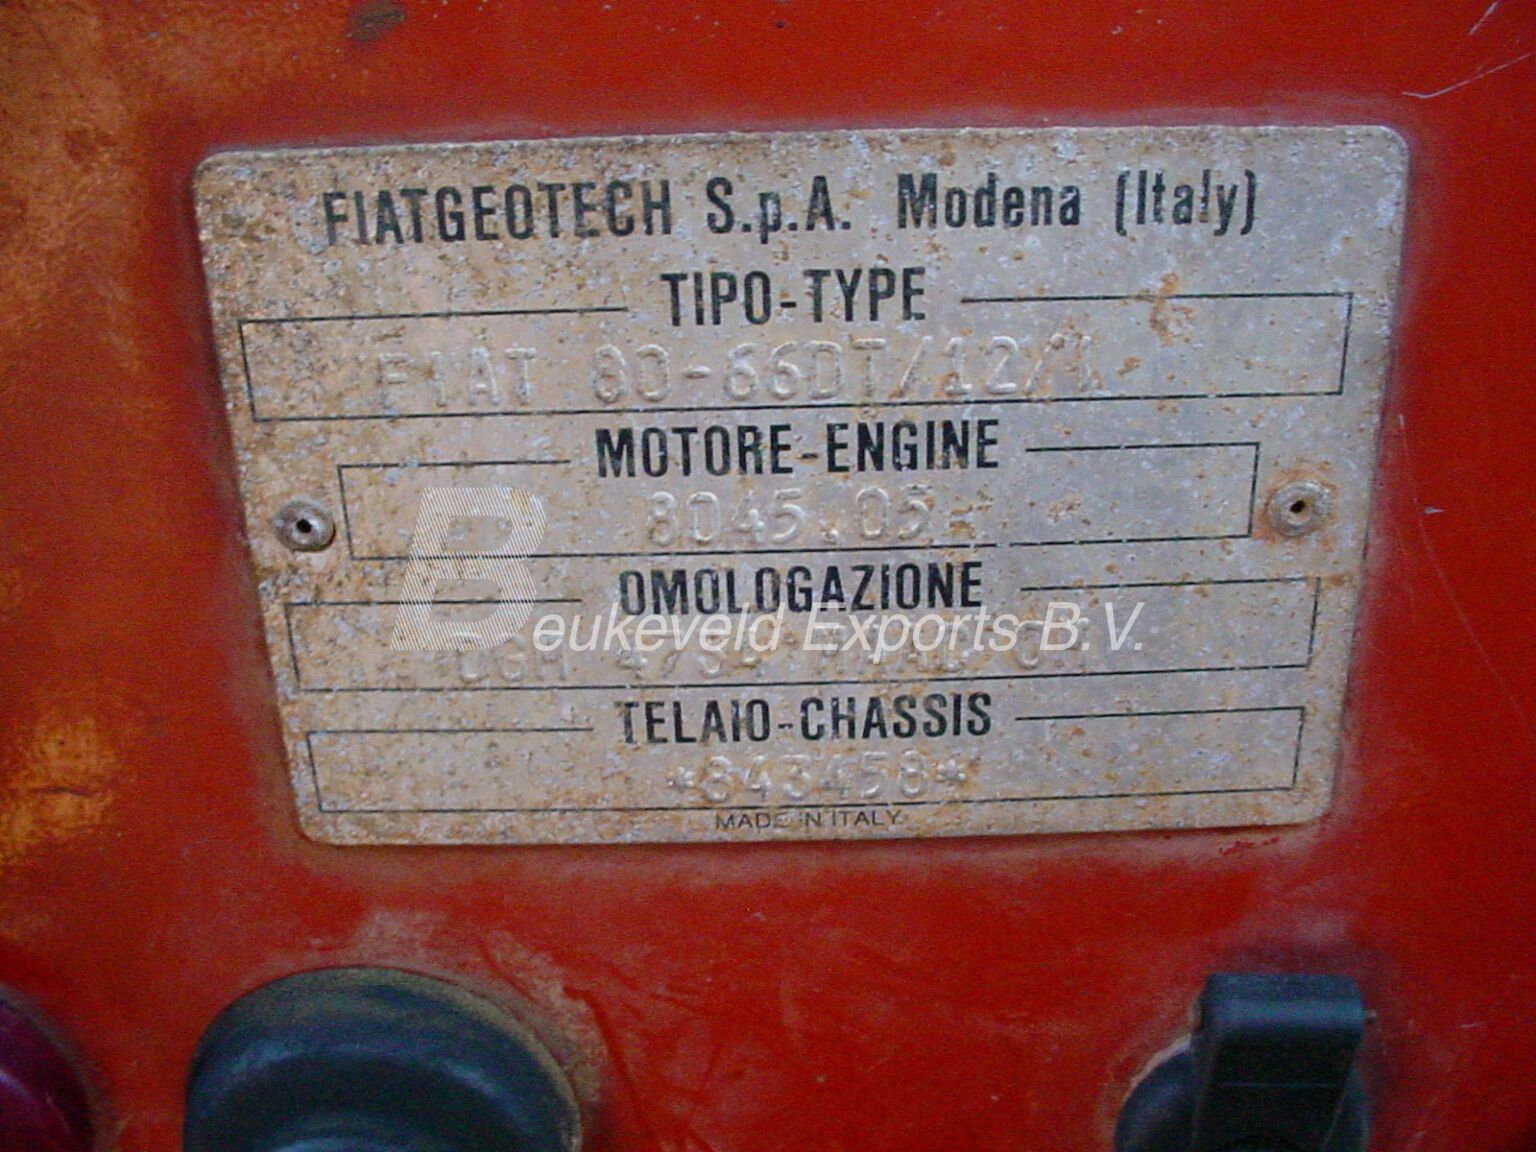 FIATGEOTECH S.p.A. Modena (Italy)
TIPO-TYPE
FIAT 80-66DT/12/
MOTORE-ENGINE
8045.05
OMOLOGAZIONE
Beukeveld Exports B.V.
DGM
TELAIO-CHASSIS
*843458*
MADE IN ITALY